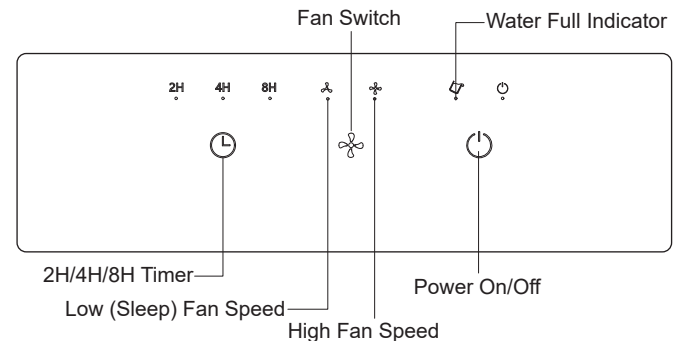 Fan Switch
Water Full Indicator
2H 4H 8H
2H/4H/8H Timer
Power On/Off
Low (Sleep) Fan Speed
High Fan Speed